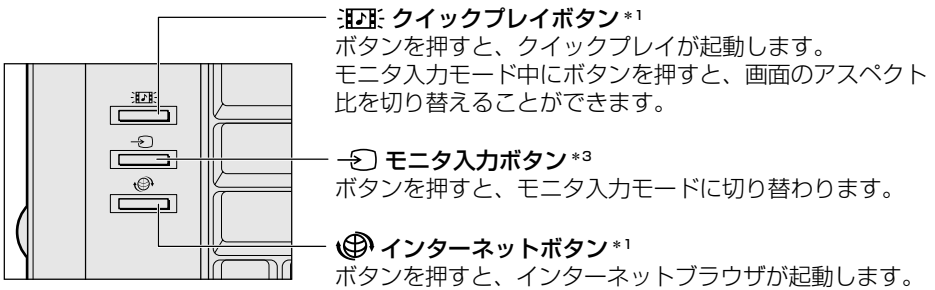 クイックプレイボタン*1
ボタンを押すと、クイックプレイが起動します。
モニタ入力モード中にボタンを押すと、画面のアスペクト
比を切り替えることができます。
モニタ入力ボタン*3
ボタンを押すと、モニタ入力モードに切り替わります。
インターネットボタン*1
ボタンを押すと、インターネットブラウザが起動します。